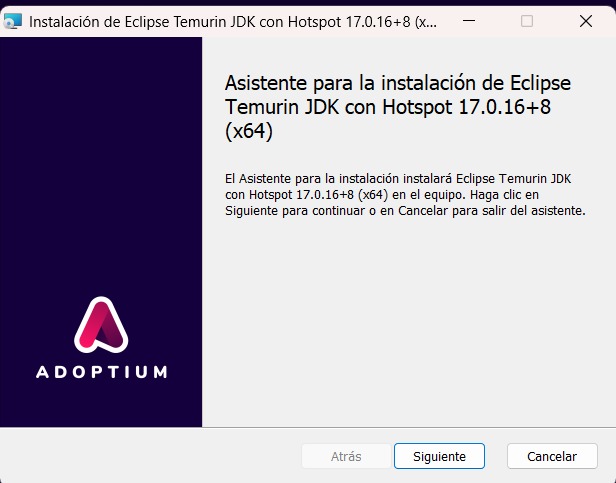 Instalación de Eclipse Temurin JDK con Hotspot 17.0.16+8 (x...
Asistente para la instalación de Eclipse
Temurin JDK con Hotspot 17.0.16+8
(x64)
El Asistente para la instalación instalará Eclipse Temurin JDK
con Hotspot 17.0.16+8 (x64) en el equipo. Haga clic en
Siguiente para continuar o en Cancelar para salir del asistente.
ADOPTIUM
Atrás Siguiente Cancelar